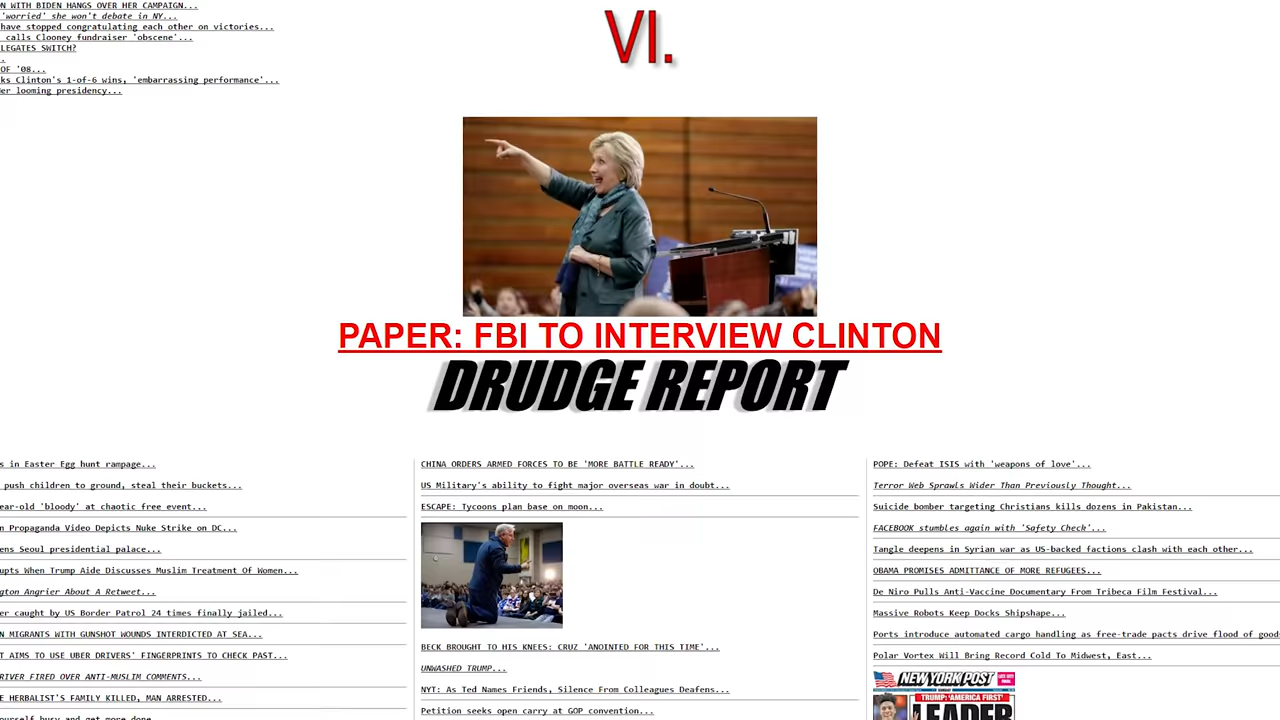 N WITH BIDEN HANGS OVER HER CAMPAIGN...
'worried' she won't debate in NY...
have stopped congratulating each other on victories...
calls Clooney fundraiser 'obscene'...
LEGATES SWITCH?
OF '08...
ks Clinton's 1-of-6 wins, 'embarrassing performance'...
Her looming presidency...
VI.
PAPER: FBI TO INTERVIEW CLINTON
DRUDGE REPORT
s in Easter Egg hunt rampage...
push children to ground, steal their buckets...
ear-old 'bloody' at chaotic free event...
n Propaganda Video Depicts Nuke Strike on DC...
ens Seoul presidential palace...
upts When Trump Aide Discusses Muslim Treatment Of Women...
gton Angrier About A Retweet...
er caught by US Border Patrol 24 times finally jailed...
N MIGRANTS WITH GUNSHOT WOUNDS INTERDICTED AT SEA...
T AIMS TO USE UBER DRIVERS' FINGERPRINTS TO CHECK PAST...
RIVER FIRED OVER ANTI-MUSLIM COMMENTS...
E HERBALIST'S FAMILY KILLED, MAN ARRESTED...
ourself busy and get more done
CHINA ORDERS ARMED FORCES TO BE 'MORE BATTLE READY'...
US Military's ability to fight major overseas war in doubt...
ESCAPE: Tycoons plan base on moon...
BECK BROUGHT TO HIS KNEES: CRUZ 'ANOINTED FOR THIS TIME'...
UNWASHED TRUMP...
NYT: As Ted Names Friends, Silence From Colleagues Deafens...
Petition seeks open carry at GOP convention...
POPE: Defeat ISIS with 'weapons of love'...
Terror Web Sprawls Wider Than Previously Thought...
Suicide bomber targeting Christians kills dozens in Pakistan...
FACEBOOK stumbles again with 'Safety Check'...
Tangle deepens in Syrian war as US-backed factions clash with each other...
OBAMA PROMISES ADMITTANCE OF MORE REFUGEES...
De Niro Pulls Anti-Vaccine Documentary From Tribeca Film Festival...
Massive Robots Keep Docks Shipshape...
Ports introduce automated cargo handling as free-trade pacts drive flood of good
Polar Vortex Will Bring Record Cold To Midwest, East...
NEW YORK POST
TRUMP: 'AMERICA FIRST'
LEADER